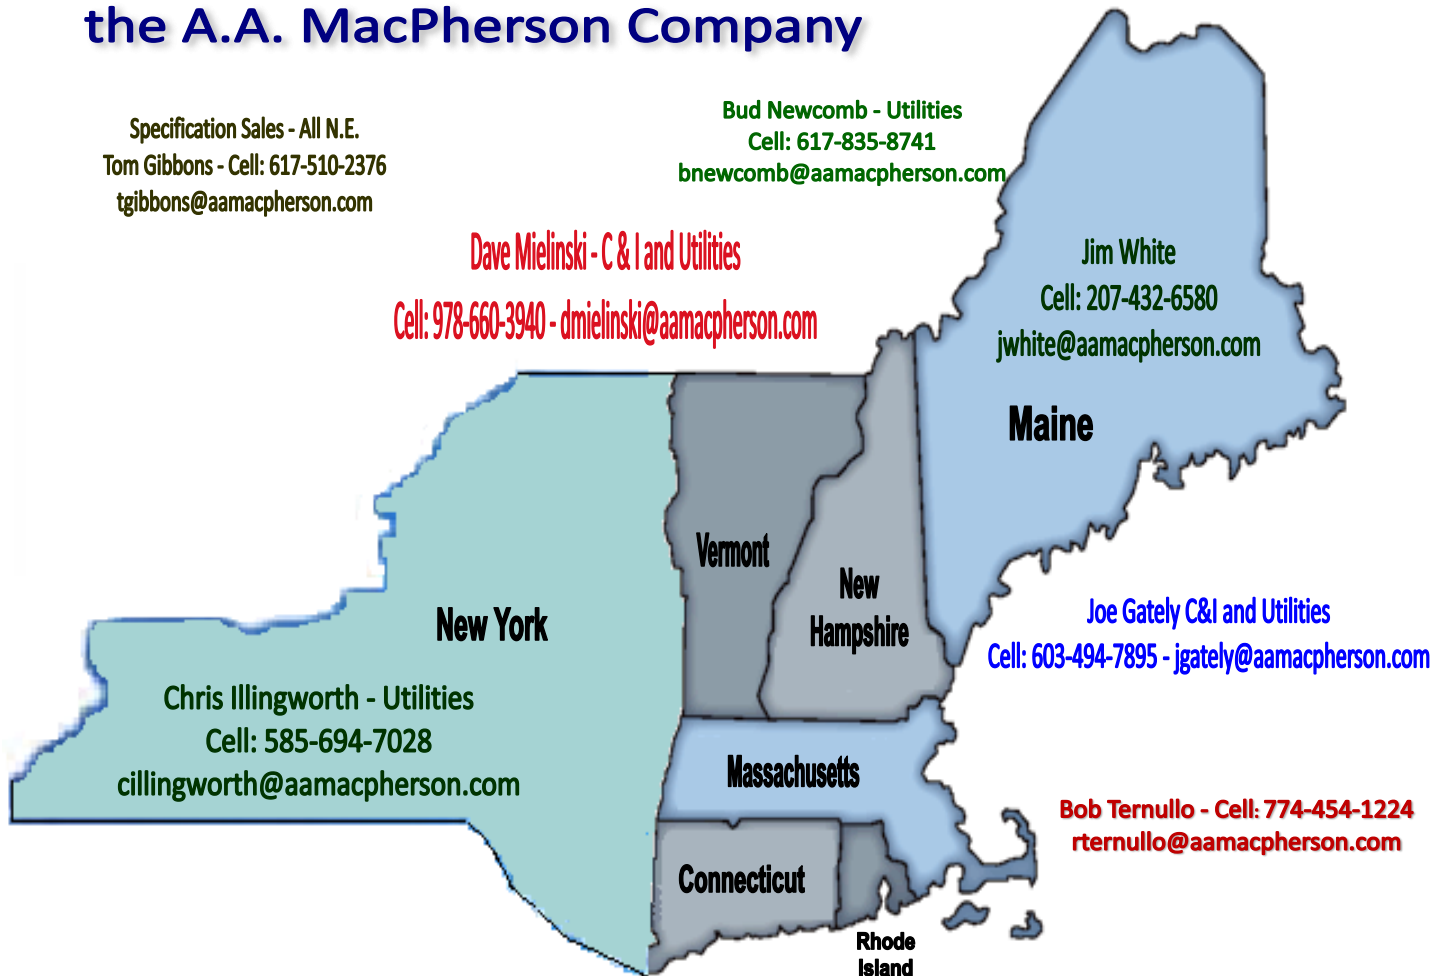 the A.A. MacPherson Company
Specification Sales - All N.E.
Tom Gibbons - Cell: 617-510-2376
tgibbons@aamacpherson.com
Bud Newcomb - Utilities
Cell: 617-835-8741
bnewcomb@aamacpherson.com
Dave Mielinski - C & I and Utilities
Cell: 978-660-3940 - dmielinski@aamacpherson.com
Jim White
Cell: 207-432-6580
jwhite@aamacpherson.com
Maine
Vermont
New
Hampshire
New York
Joe Gately C&I and Utilities
Cell: 603-494-7895 - jgately@aamacpherson.com
Chris Illingworth - Utilities
Cell: 585-694-7028
cillingworth@aamacpherson.com
Massachusetts
Bob Ternullo - Cell: 774-454-1224
rternullo@aamacpherson.com
Connecticut
Rhode
Island